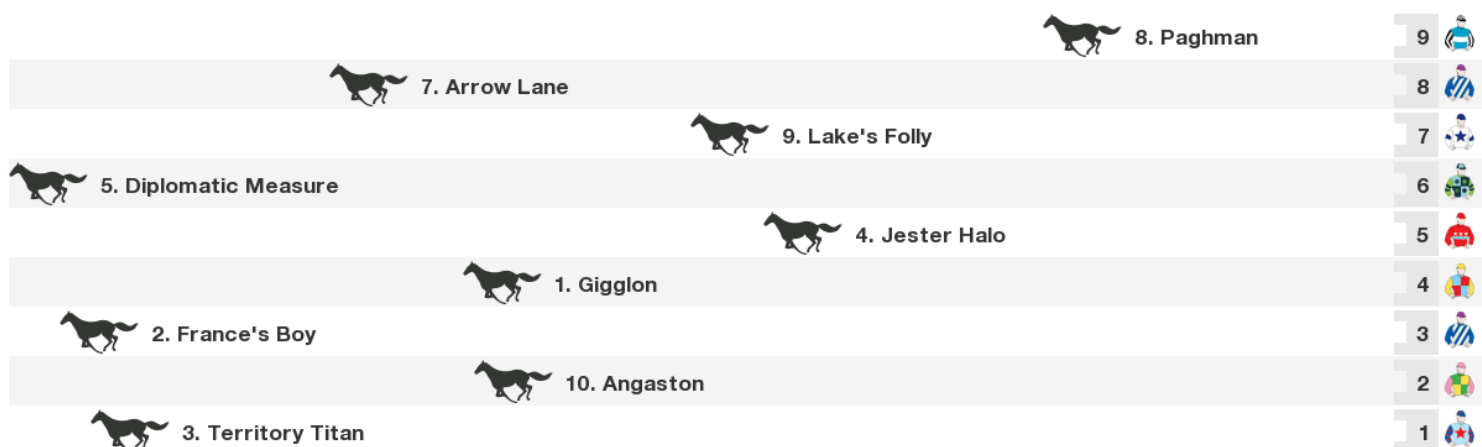 8. Paghman 9
7. Arrow Lane 8
9. Lake's Folly 7
5. Diplomatic Measure 6
4. Jester Halo 5
1. Gigglon 4
2. France's Boy 3
10. Angaston 2
3. Territory Titan 1